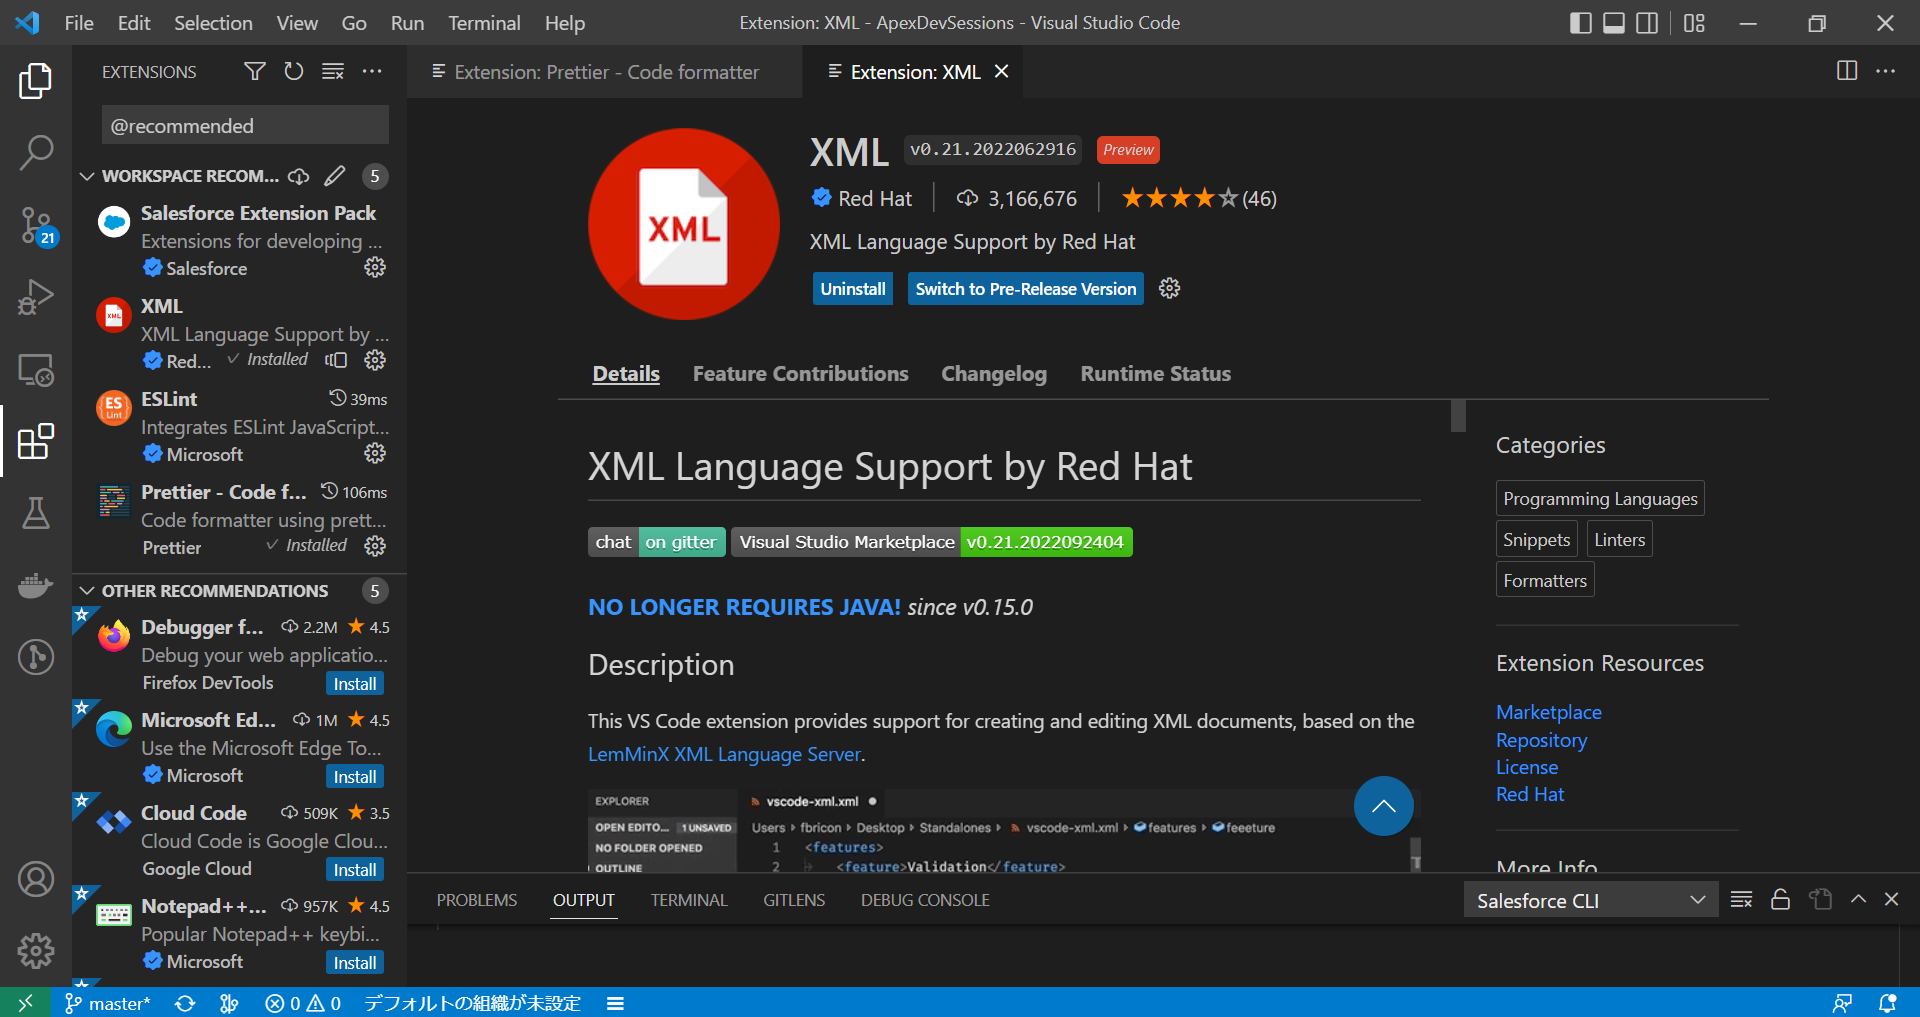 File Edit Selection View Go Run Terminal Help
Extension: XML - ApexDevSessions - Visual Studio Code
EXTENSIONS
@recommended
WORKSPACE RECOM... 5
Salesforce Extension Pack
Extensions for developing ...
Salesforce
XML
XML Language Support by ...
Red... Installed
ESLint 39ms
Integrates ESLint JavaScript...
Microsoft
Prettier - Code f... 106ms
Code formatter using prett...
Prettier Installed
OTHER RECOMMENDATIONS 5
Debugger f... 2.2M 4.5
Debug your web applicatio...
Firefox DevTools Install
Microsoft Ed... 1M 4.5
Use the Microsoft Edge To...
Microsoft Install
Cloud Code 509K 3.5
Cloud Code is Google Clou...
Google Cloud Install
Notepad++... 957K 4.5
Popular Notepad++ keybi...
Microsoft Install
21
ES
Lint
XML
Extension: Prettier - Code formatter
Extension: XML
XML
XML v0.21.2022062916 Preview
Red Hat 3,166,676 (46)
XML Language Support by Red Hat
Uninstall Switch to Pre-Release Version
Details Feature Contributions Changelog Runtime Status
XML Language Support by Red Hat
chat on gitter Visual Studio Marketplace v0.21.2022092404
NO LONGER REQUIRES JAVA! since v0.15.0
Description
This VS Code extension provides support for creating and editing XML documents, based on the
LemMinX XML Language Server.
EXPLORER
OPEN EDITO... 1 UNSAVED
NO FOLDER OPENED
OUTLINE
vscode-xml.xml
Users Fbricon Desktop Standalones vscode-xml.xml features feeeture
1 <features>
2 <feature>Validation</feature>
Categories
Programming Languages
Snippets Linters
Formatters
Extension Resources
Marketplace
Repository
License
Red Hat
More Info
PROBLEMS OUTPUT TERMINAL GITLENS DEBUG CONSOLE
Salesforce CLI
master* 0 0 デフォルトの組織が未設定